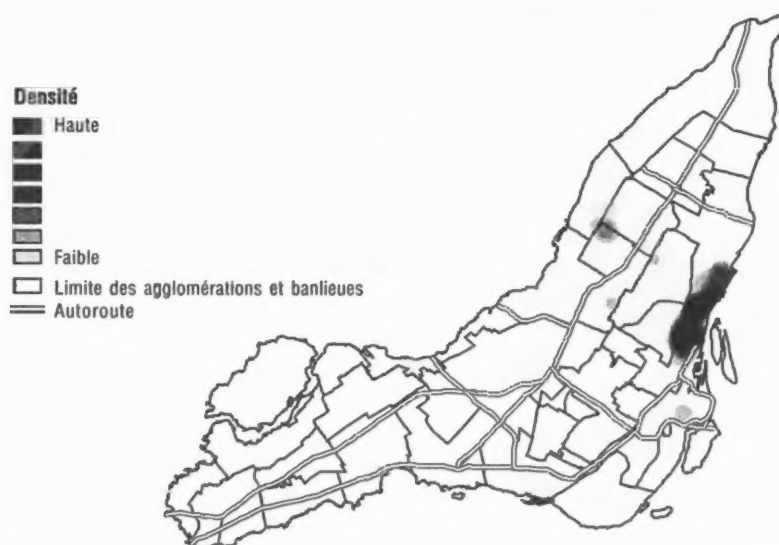 Densité
Haute
Faible
Limite des agglomérations et banlieues
Autoroute